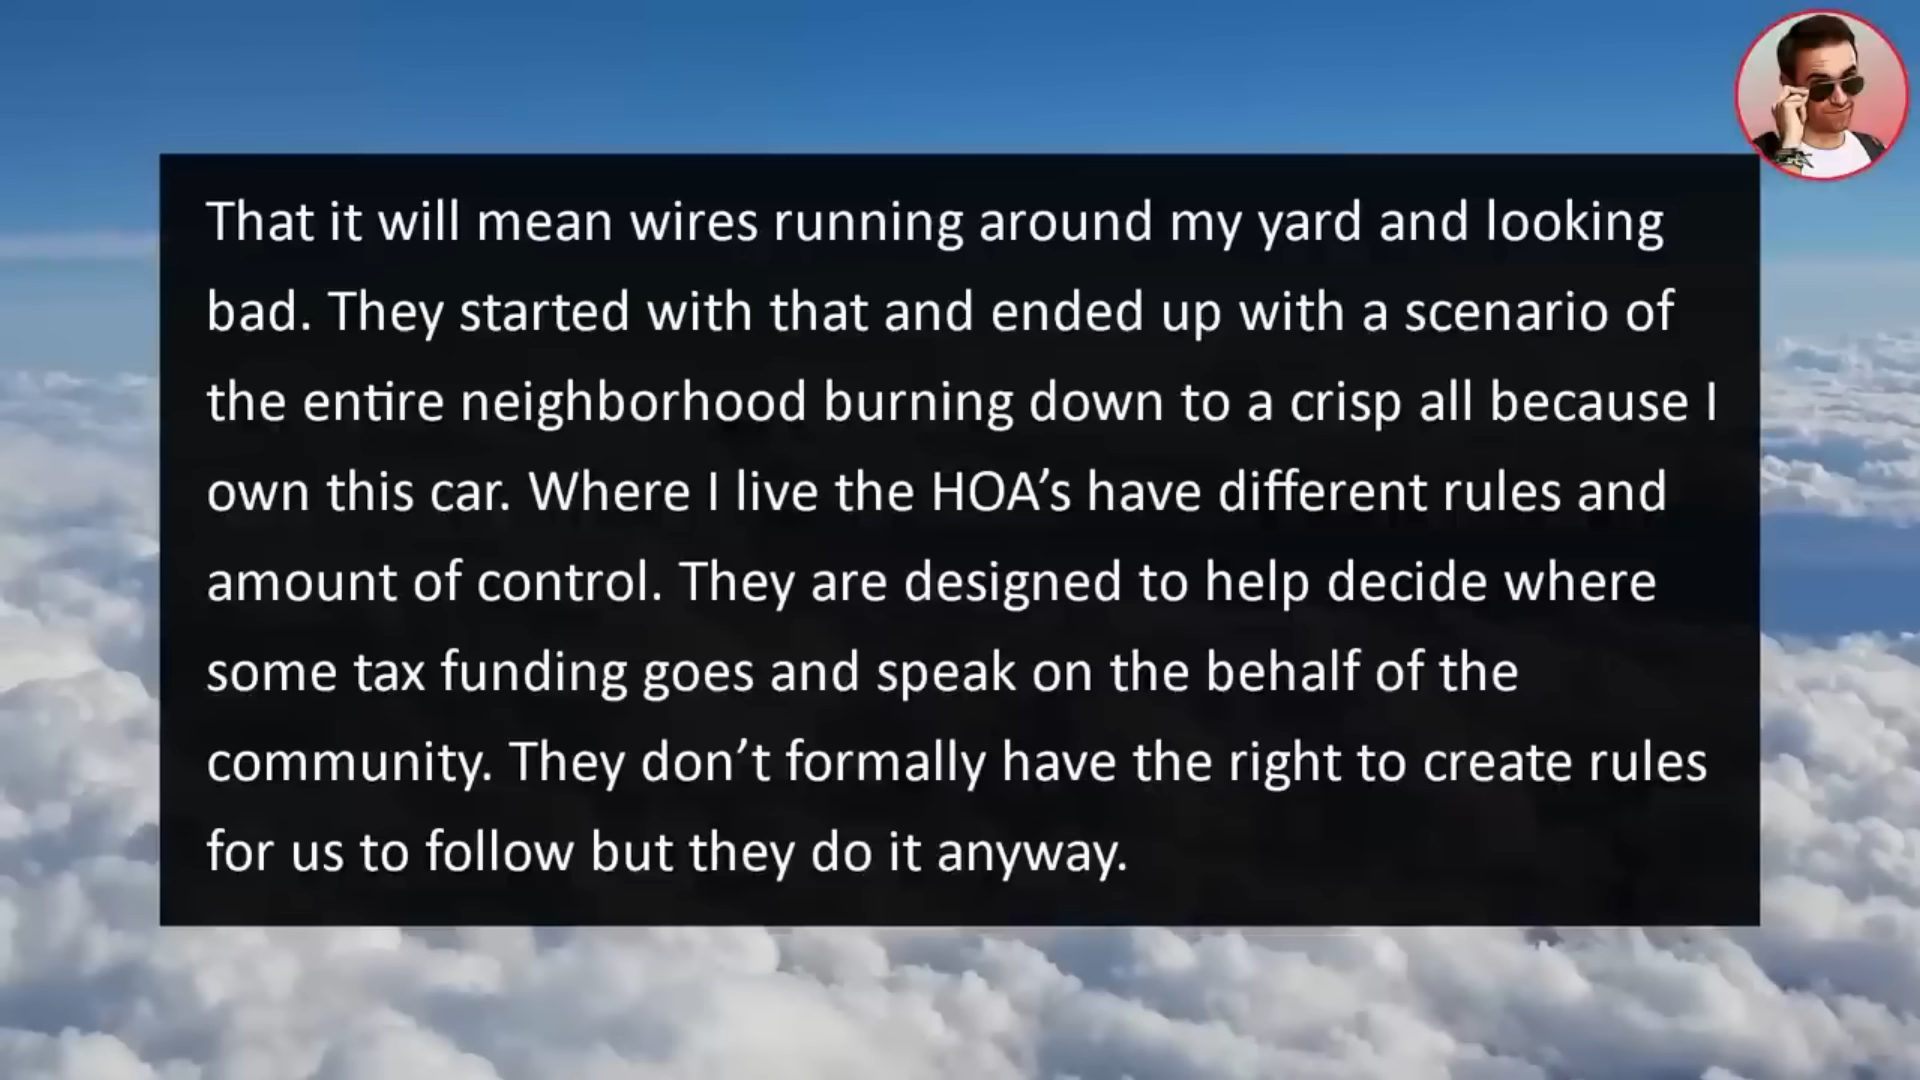 That it will mean wires running around my yard and looking
bad. They started with that and ended up with a scenario of
the entire neighborhood burning down to a crisp all because I
own this car. Where I live the HOA’s have different rules and
amount of control. They are designed to help decide where
some tax funding goes and speak on the behalf of the
community. They don’t formally have the right to create rules
for us to follow but they do it anyway.